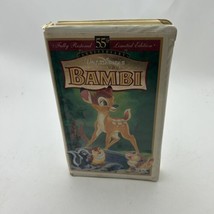 55th
Fully Restored Limited Edition
BAMBI